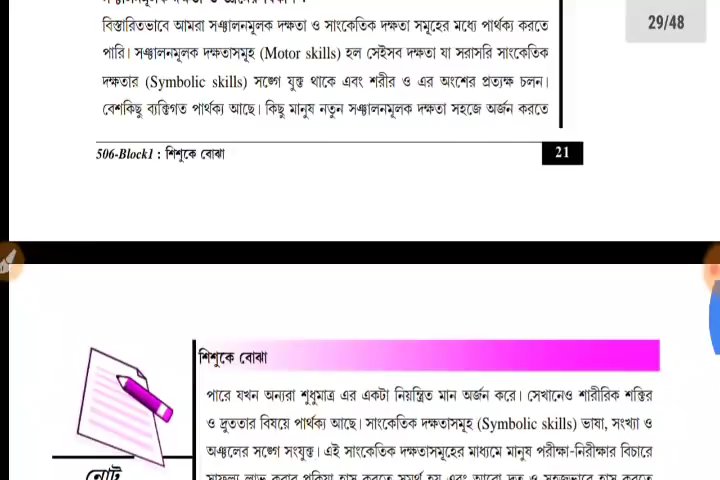 29/48
বিস্তারিতভাবে আমরা সঞ্চালনমূলক দক্ষতা ও সাংকেতিক দক্ষতা সমূহের মধ্যে পার্থক্য করতে
পারি। সঞ্চালনমূলক দক্ষতাসমূহ (Motor skills) হল সেইসব দক্ষতা যা সরাসরি সাংকেতিক
দক্ষতার (Symbolic skills) সঙ্গে যুক্ত থাকে এবং শরীর ও এর অংশের প্রত্যক্ষ চলন।
বেশকিছু ব্যক্তিগত পার্থক্য আছে। কিছু মানুষ নতুন সঞ্চালনমূলক দক্ষতা সহজে অর্জন করতে
506-Block1 : শিশুকে বোঝা
21
শিশুকে বোঝা
পারে যখন অন্যরা শুধুমাত্র এর একটা নিয়ন্ত্রিত মান অর্জন করে। সেখানেও শারীরিক শক্তির
ও দ্রুততার বিষয়ে পার্থক্য আছে। সাংকেতিক দক্ষতাসমূহ (Symbolic skills) ভাষা, সংখ্যা ও
অঞ্চলের সঙ্গে সংযুক্ত। এই সাংকেতিক দক্ষতাসমূহের মাধ্যমে মানুষ পরীক্ষা-নিরীক্ষার বিচারে
নোট